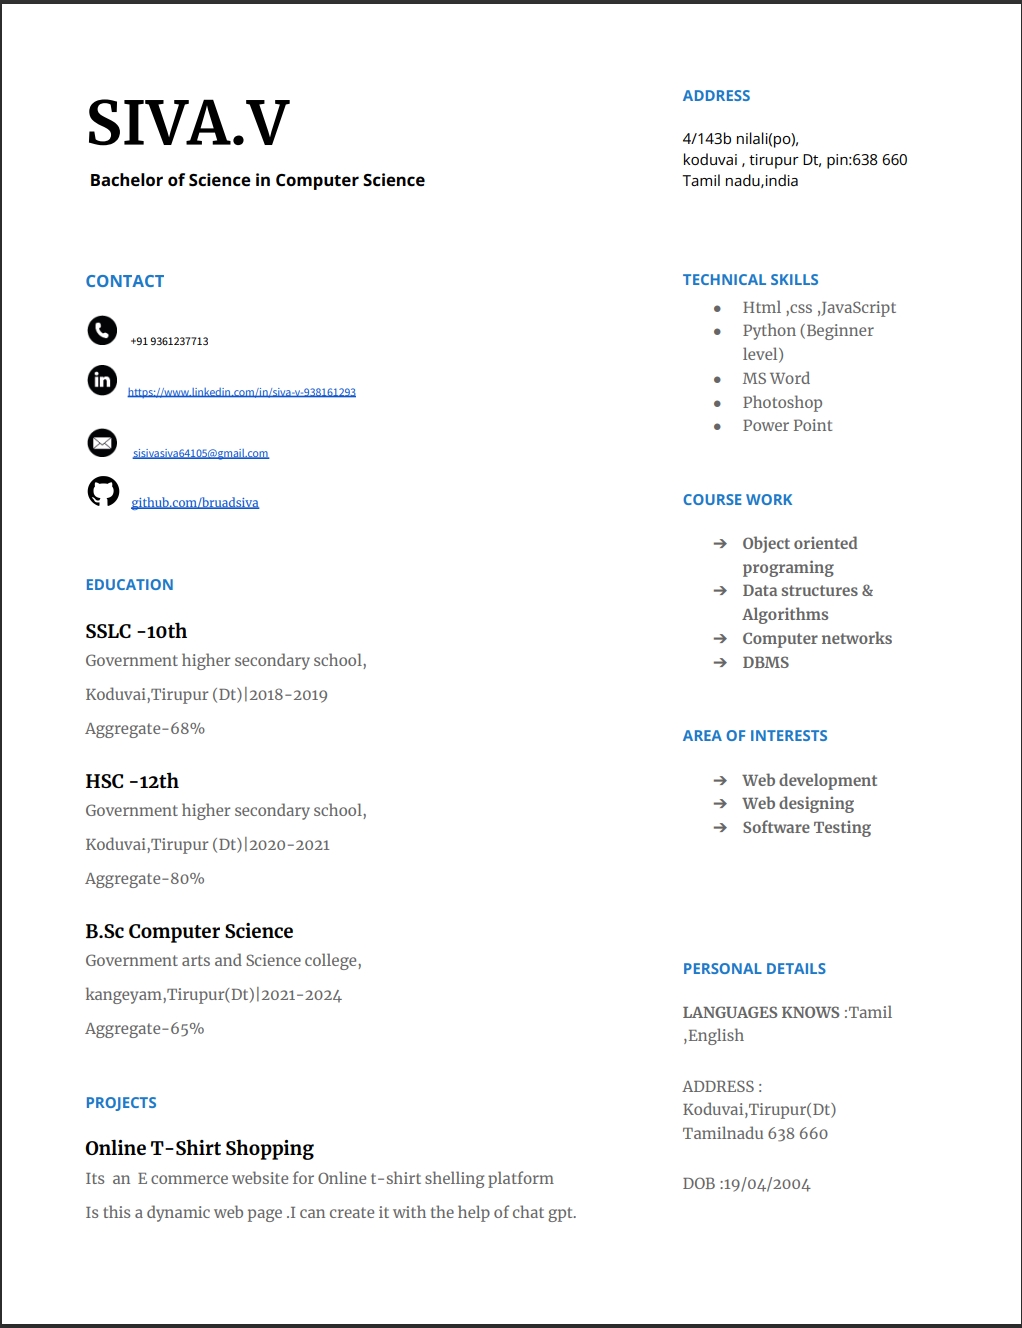 SIVA.V
Bachelor of Science in Computer Science
CONTACT
+91 9361237713
https://www.linkedin.com/in/siva-v-938161293
sisivasiva64105@gmail.com
github.com/bruadsiva
EDUCATION
SSLC -10th
Government higher secondary school,
Koduvai,Tirupur (Dt)|2018-2019
Aggregate-68%
HSC -12th
Government higher secondary school,
Koduvai,Tirupur (Dt)|2020-2021
Aggregate-80%
B.Sc Computer Science
Government arts and Science college,
kangeyam,Tirupur(Dt)|2021-2024
Aggregate-65%
PROJECTS
Online T-Shirt Shopping
Its an E commerce website for Online t-shirt shelling platform
Is this a dynamic web page .I can create it with the help of chat gpt.
ADDRESS
4/143b nilali(po),
koduvai , tirupur Dt, pin:638 660
Tamil nadu,india
TECHNICAL SKILLS
● Html ,css ,JavaScript
● Python (Beginner
level)
● MS Word
● Photoshop
● Power Point
COURSE WORK
➔ Object oriented
programing
➔ Data structures &
Algorithms
➔ Computer networks
➔ DBMS
AREA OF INTERESTS
➔ Web development
➔ Web designing
➔ Software Testing
PERSONAL DETAILS
LANGUAGES KNOWS :Tamil
,English
ADDRESS :
Koduvai,Tirupur(Dt)
Tamilnadu 638 660
DOB :19/04/2004